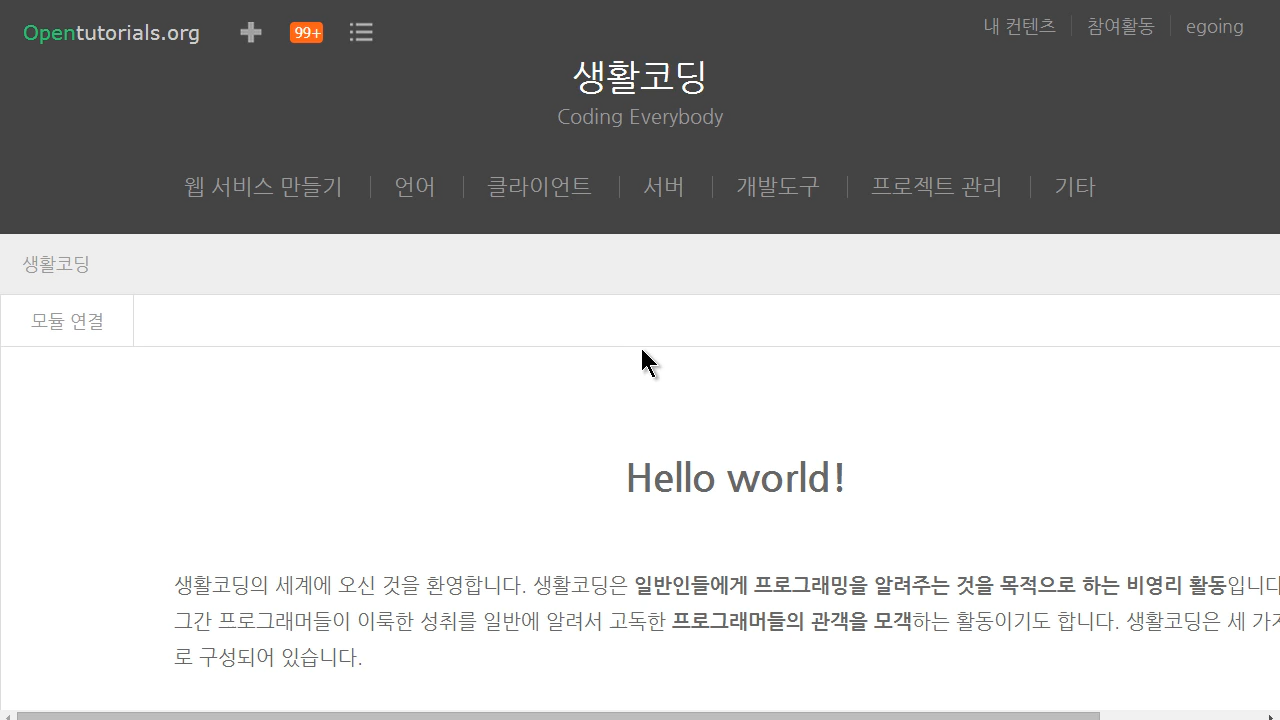 Opentutorials.org 99+ 내 컨텐츠 참여활동 egoing
생활코딩
Coding Everybody
웹 서비스 만들기 언어 클라이언트 서버 개발도구 프로젝트 관리 기타
생활코딩
모듈 연결
Hello world!
생활코딩의 세계에 오신 것을 환영합니다. 생활코딩은 일반인들에게 프로그래밍을 알려주는 것을 목적으로 하는 비영리 활동입니다
그간 프로그래머들이 이룩한 성취를 일반에 알려서 고독한 프로그래머들의 관객을 모객하는 활동이기도 합니다. 생활코딩은 세
로 구성되어 있습니다.